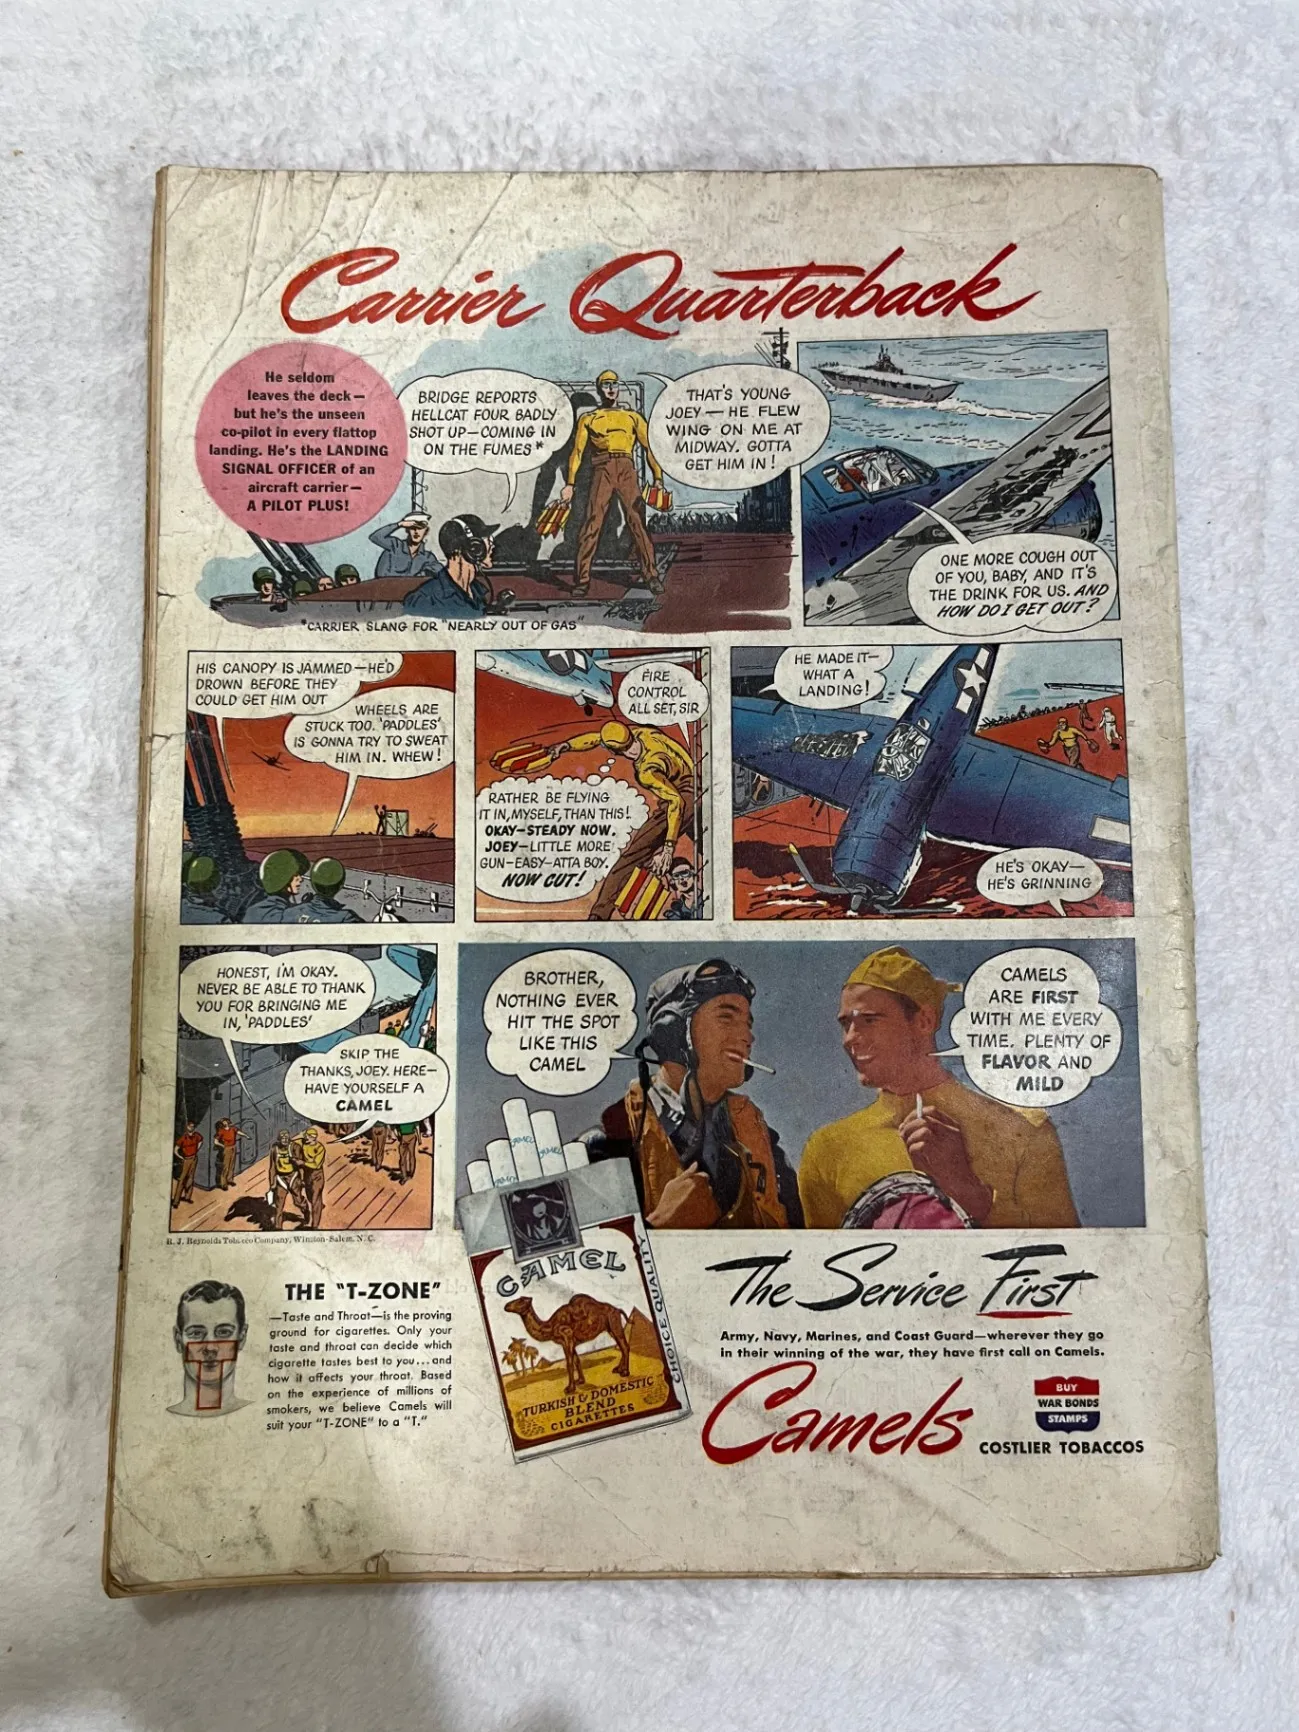 Carrier Quarterback
He seldom
leaves the deck—
but he's the unseen
co-pilot in every flattop
landing. He's the LANDING
SIGNAL OFFICER of an
aircraft carrier—
A PILOT PLUS!
BRIDGE REPORTS
HELLCAT FOUR BADLY
SHOT UP—COMING IN
ON THE FUMES*
THAT'S YOUNG
JOEY—HE FLEW
WING ON ME AT
MIDWAY. GOTTA
GET HIM IN!
*CARRIER SLANG FOR "NEARLY OUT OF GAS"
ONE MORE COUGH OUT
OF YOU, BABY, AND IT'S
THE DRINK FOR US. AND
HOW DO I GET OUT?
HIS CANOPY IS JAMMED—HE'D
DROWN BEFORE THEY
COULD GET HIM OUT
WHEELS ARE
STUCK TOO. 'PADDLES'
IS GONNA TRY TO SWEAT
HIM IN. WHEW!
FIRE
CONTROL
ALL SET, SIR
RATHER BE FLYING
IT IN, MYSELF, THAN THIS!
OKAY—STEADY NOW.
JOEY—LITTLE MORE
GUN—EASY—ATTA BOY.
NOW CUT!
HE MADE IT—
WHAT A
LANDING!
HE'S OKAY—
HE'S GRINNING
HONEST, I'M OKAY.
NEVER BE ABLE TO THANK
YOU FOR BRINGING ME
IN, 'PADDLES'
SKIP THE
THANKS, JOEY. HERE—
HAVE YOURSELF A
CAMEL
BROTHER,
NOTHING EVER
HIT THE SPOT
LIKE THIS
CAMEL
CAMELS
ARE FIRST
WITH ME EVERY
TIME. PLENTY OF
FLAVOR AND
MILD
R. J. Reynolds Tobacco Company, Winston-Salem, N. C.
THE "T-ZONE"
—Taste and Throat—is the proving
ground for cigarettes. Only your
taste and throat can decide which
cigarette tastes best to you...and
how it affects your throat. Based
on the experience of millions of
smokers, we believe Camels will
suit your "T-ZONE" to a "T."
CAMEL
CAMEL
CAMEL
CAMEL
TURKISH & DOMESTIC
BLEND
CIGARETTES
CHOICE QUALITY
The Service First
Army, Navy, Marines, and Coast Guard—wherever they go
in their winning of the war, they have first call on Camels.
Camels
BUY
WAR BONDS
STAMPS
COSTLIER TOBACCOS